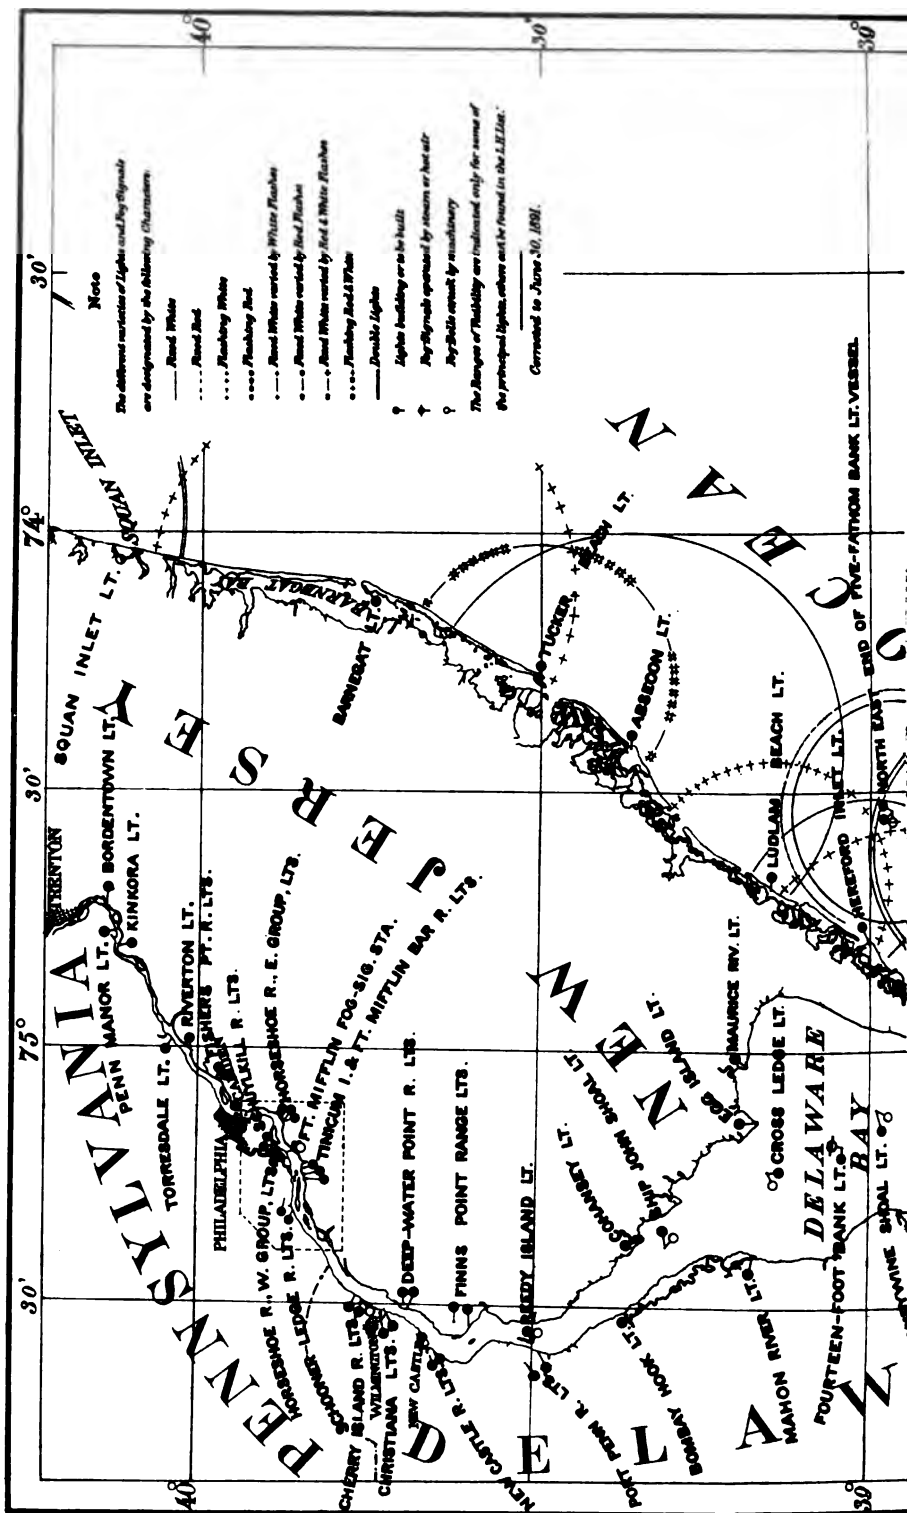 40°
30'
39°
30'
74°
30'
75°
30'
40°
39°
Note
The different varieties of Lights and Fog Signals
are designated by the following Characters.
Fixed White
Fixed Red
Flashing White
Flashing Red
Fixed White varied by White Flashes
Fixed White varied by Red Flashes
Fixed White varied by Red & White Flashes
Flashing Red & White
Double Lights
Lights building or to be built
Fog Signals operated by steam or hot air
Fog Bells struck by machinery
The Ranges of Visibility are indicated only for some of
the principal lights, others can be found in the L.H. List.
Corrected to June 30, 1891.
SQUAN INLET
SQUAN INLET LT.
BARNEGAT
BARNEGAT LT.
TUCKER BEACH LT.
ABSECON LT.
LUDLAM BEACH LT.
HEREFORD INLET LT.
NORTH EAST END OF FIVE-FATHOM BANK LT. VESSEL
OCEAN
NEW JERSEY
TRENTON
BORDENTOWN LT.
KINKORA LT.
PENN MANOR LT.
RIVERTON LT.
TORRESDALE LT.
FISHERS PT. R. LTS.
CAMDEN
SCHUYLKILL R. LTS.
PHILADELPHIA
HORSESHOE R., E. GROUP, LTS.
FT. MIFFLIN FOG-SIG. STA.
TINICUM I. & FT. MIFFLIN BAR R. LTS.
HORSESHOE R., W. GROUP, LTS.
SCHOONER LEDGE R. LTS.
PENNSYLVANIA
DEEP-WATER POINT R. LTS.
FINNS POINT RANGE LTS.
CHERRY ISLAND R. LTS.
WILMINGTON
CHRISTIANA LTS.
NEW CASTLE
NEW CASTLE R. LTS.
REEDY ISLAND LT.
PORT PENN R. LTS.
COHANSEY LT.
SHIP JOHN SHOAL LT.
EGG ISLAND LT.
MAURICE RIV. LT.
CROSS LEDGE LT.
BOMBAY HOOK LT.
MAHON RIVER LT.
FOURTEEN-FOOT BANK LT.
DELAWARE
BAY
SHOAL LT.
DELAW